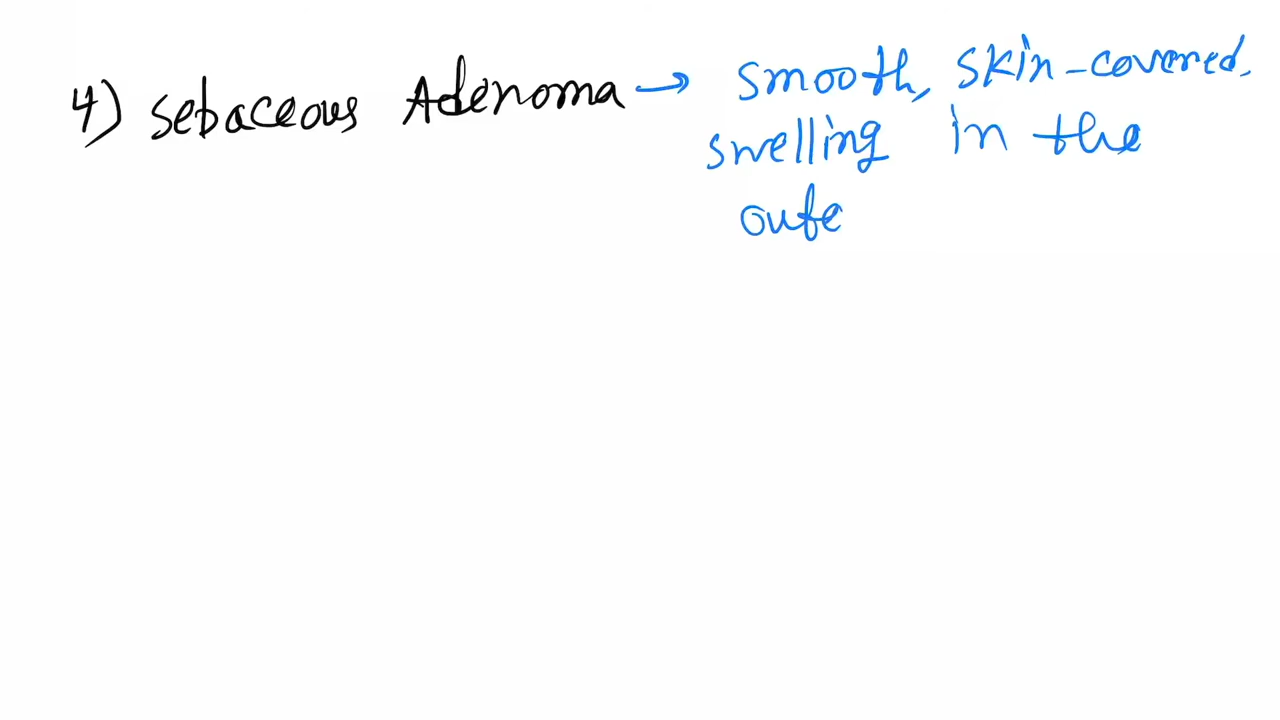 4) sebaceous Adenoma → smooth, skin-covered.
swelling in the
oute